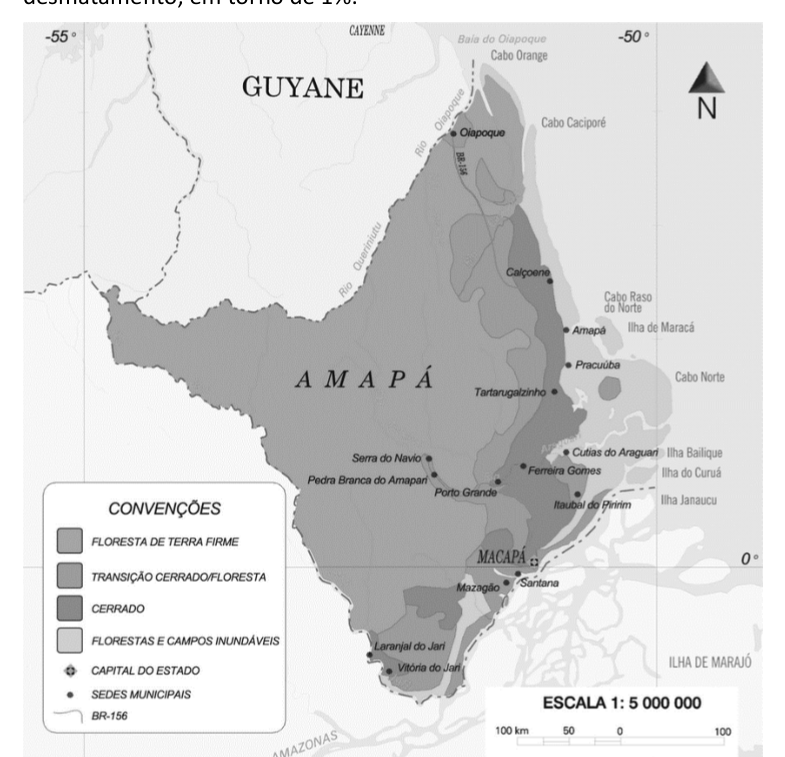 desmatamento, em torno de 1%.
-55°
CAYENNE
-50°
Baía do Oiapoque
Cabo Orange
GUYANE
N
Rio Oiapoque
Oiapoque
Cabo Caciporé
BR-156
Rio Queriniutu
Calçoene
Cabo Raso
do Norte
Amapá
Ilha de Maracá
Pracuúba
AMAPÁ
Cabo Norte
Tartarugalzinho
Cutias do Araguari
Ilha Bailique
Serra do Navio
Ferreira Gomes
Ilha do Curuá
Pedra Branca do Amapari
Porto Grande
Itaubal do Piririm
Ilha Janaucu
CONVENÇÕES
FLORESTA DE TERRA FIRME
TRANSIÇÃO CERRADO/FLORESTA
CERRADO
FLORESTAS E CAMPOS INUNDÁVEIS
CAPITAL DO ESTADO
SEDES MUNICIPAIS
BR-156
MACAPÁ
0°
Santana
Mazagão
Laranjal do Jari
Vitória do Jari
ILHA DE MARAJÓ
ESCALA 1: 5 000 000
100 km 50 0 100
AMAZONAS